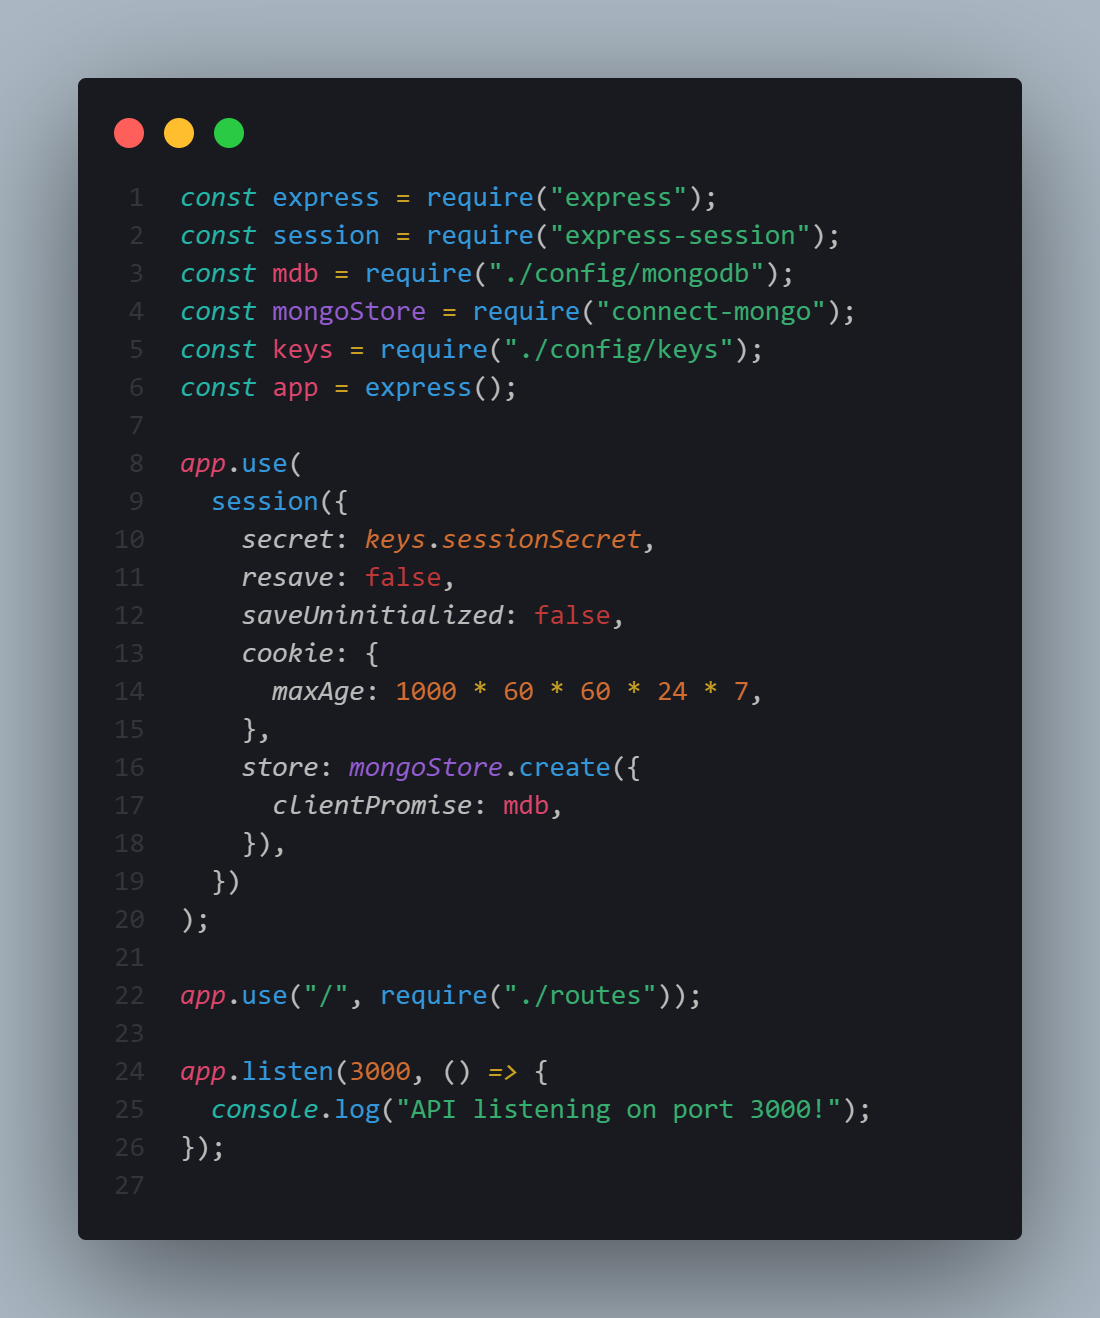 1 const express = require("express");
2 const session = require("express-session");
3 const mdb = require("./config/mongodb");
4 const mongoStore = require("connect-mongo");
5 const keys = require("./config/keys");
6 const app = express();
7
8 app.use(
9   session({
10     secret: keys.sessionSecret,
11     resave: false,
12     saveUninitialized: false,
13     cookie: {
14       maxAge: 1000 * 60 * 60 * 24 * 7,
15     },
16     store: mongoStore.create({
17       clientPromise: mdb,
18     }),
19   })
20 );
21
22 app.use("/", require("./routes"));
23
24 app.listen(3000, () => {
25   console.log("API listening on port 3000!");
26 });
27